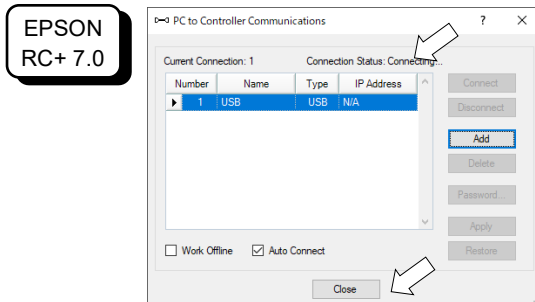 EPSON
RC+ 7.0
PC to Controller Communications
?
Current Connection: 1
Connection Status: Connecting...
Number Name Type IP Address
1 USB USB N/A
Connect
Disconnect
Add
Delete
Password...
Apply
Restore
Work Offline
Auto Connect
Close